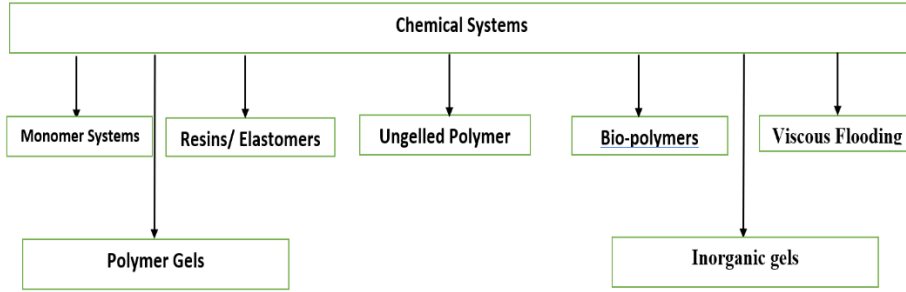 Chemical Systems
Monomer Systems
Resins/ Elastomers
Ungelled Polymer
Bio-polymers
Viscous Flooding
Polymer Gels
Inorganic gels